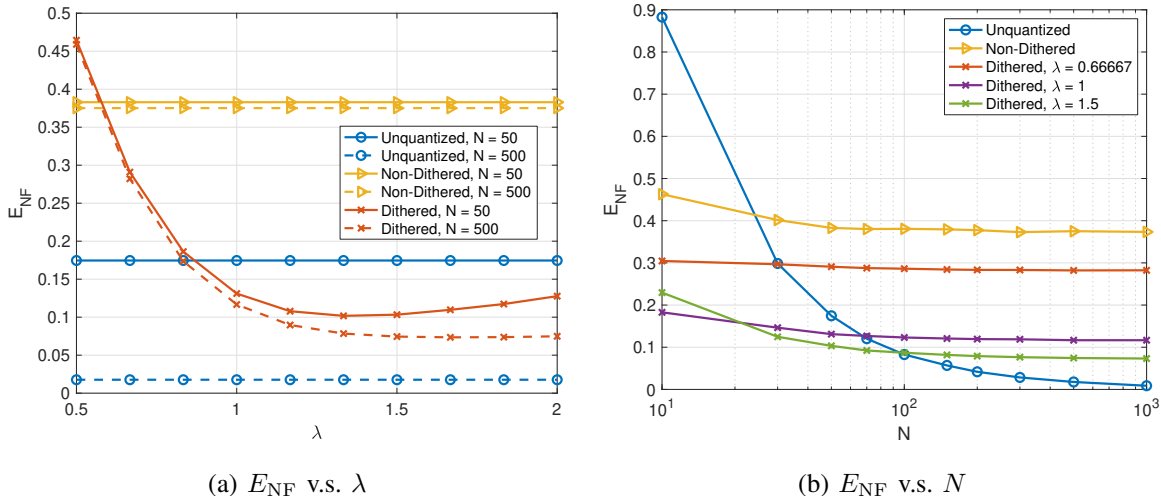 0.5
0.45
0.4
0.35
0.3
0.25
0.2
0.15
0.1
0.05
0
E_NF
0.5
1
1.5
2
λ
Unquantized, N = 50
Unquantized, N = 500
Non-Dithered, N = 50
Non-Dithered, N = 500
Dithered, N = 50
Dithered, N = 500
(a) E_NF v.s. λ
0.9
0.8
0.7
0.6
0.5
0.4
0.3
0.2
0.1
0
E_NF
10^1
10^2
10^3
N
Unquantized
Non-Dithered
Dithered, λ = 0.66667
Dithered, λ = 1
Dithered, λ = 1.5
(b) E_NF v.s. N